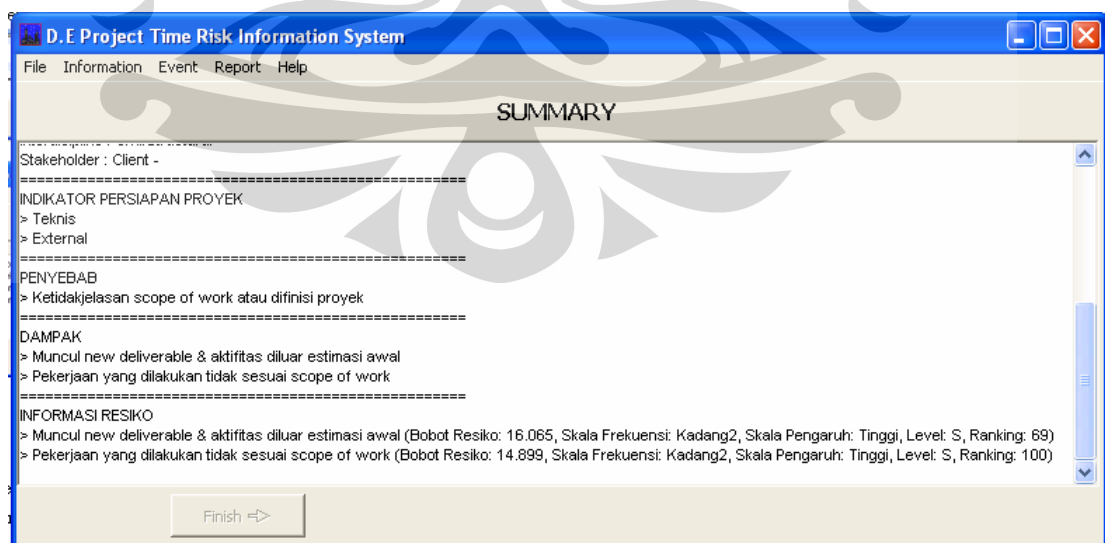 D.E Project Time Risk Information System
File Information Event Report Help
SUMMARY
Stakeholder : Client -
=====================================================
INDIKATOR PERSIAPAN PROYEK
> Teknis
> External
=====================================================
PENYEBAB
> Ketidakjelasan scope of work atau difinisi proyek
=====================================================
DAMPAK
> Muncul new deliverable & aktifitas diluar estimasi awal
> Pekerjaan yang dilakukan tidak sesuai scope of work
=====================================================
INFORMASI RESIKO
> Muncul new deliverable & aktifitas diluar estimasi awal (Bobot Resiko: 16.065, Skala Frekuensi: Kadang2, Skala Pengaruh: Tinggi, Level: S, Ranking: 69)
> Pekerjaan yang dilakukan tidak sesuai scope of work (Bobot Resiko: 14.899, Skala Frekuensi: Kadang2, Skala Pengaruh: Tinggi, Level: S, Ranking: 100)
Finish